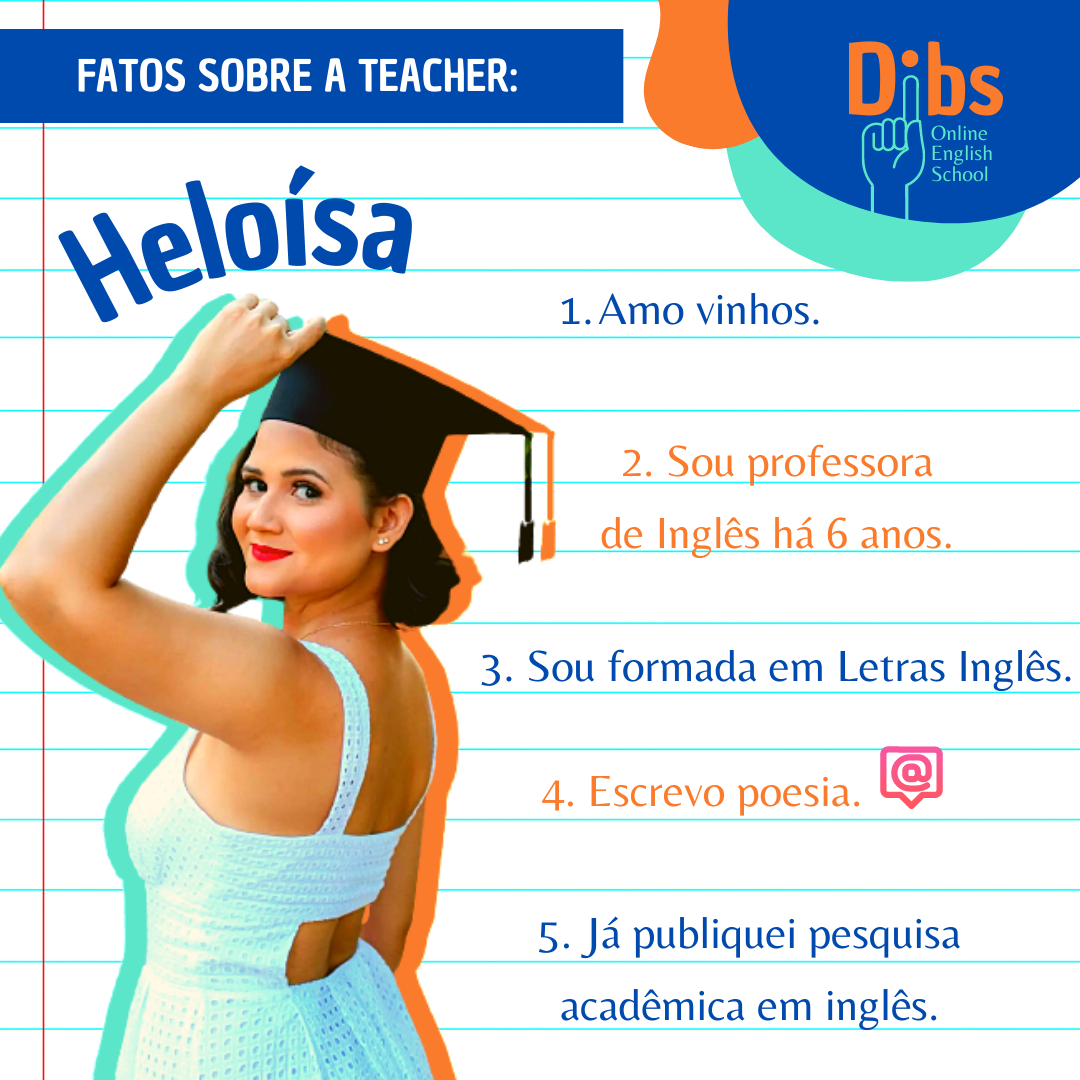 FATOS SOBRE A TEACHER:
Dibs
Online
English
School
Heloísa
1. Amo vinhos.
2. Sou professora
de Inglês há 6 anos.
3. Sou formada em Letras Inglês.
4. Escrevo poesia. @
5. Já publiquei pesquisa
acadêmica em inglês.